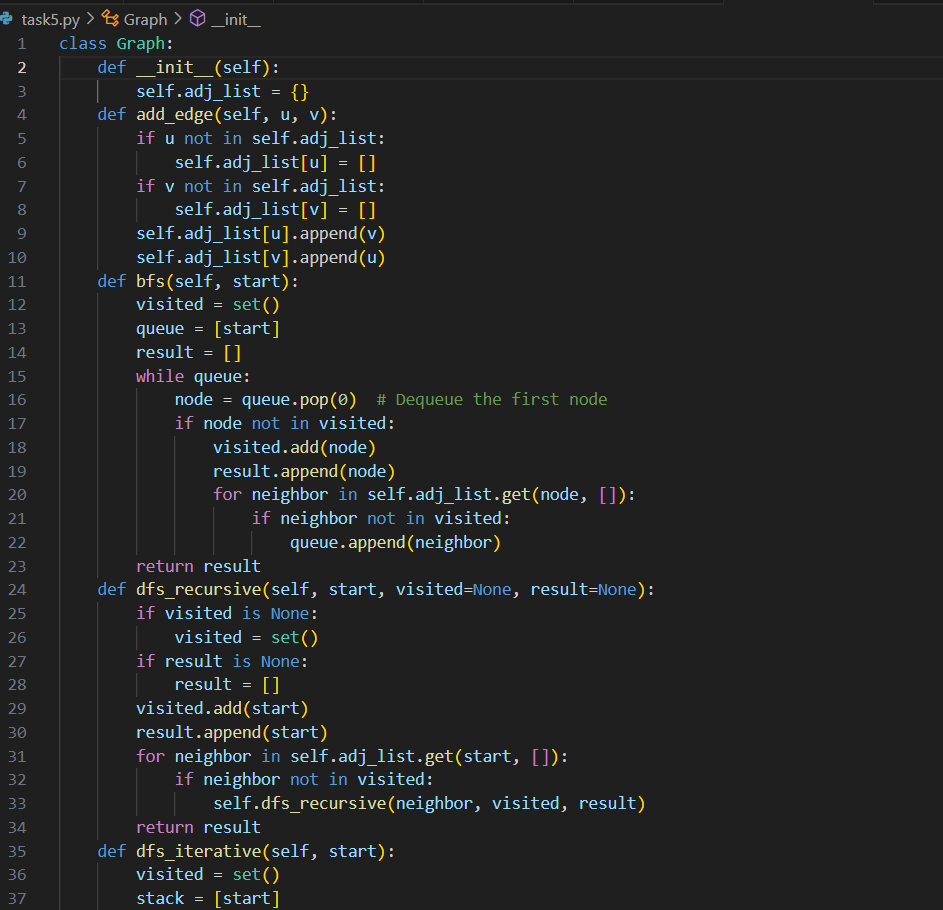 task5.py > Graph > __init__
1 class Graph:
2     def __init__(self):
3         self.adj_list = {}
4     def add_edge(self, u, v):
5         if u not in self.adj_list:
6             self.adj_list[u] = []
7         if v not in self.adj_list:
8             self.adj_list[v] = []
9         self.adj_list[u].append(v)
10         self.adj_list[v].append(u)
11     def bfs(self, start):
12         visited = set()
13         queue = [start]
14         result = []
15         while queue:
16             node = queue.pop(0)  # Dequeue the first node
17             if node not in visited:
18                 visited.add(node)
19                 result.append(node)
20                 for neighbor in self.adj_list.get(node, []):
21                     if neighbor not in visited:
22                         queue.append(neighbor)
23         return result
24     def dfs_recursive(self, start, visited=None, result=None):
25         if visited is None:
26             visited = set()
27         if result is None:
28             result = []
29         visited.add(start)
30         result.append(start)
31         for neighbor in self.adj_list.get(start, []):
32             if neighbor not in visited:
33                 self.dfs_recursive(neighbor, visited, result)
34         return result
35     def dfs_iterative(self, start):
36         visited = set()
37         stack = [start]